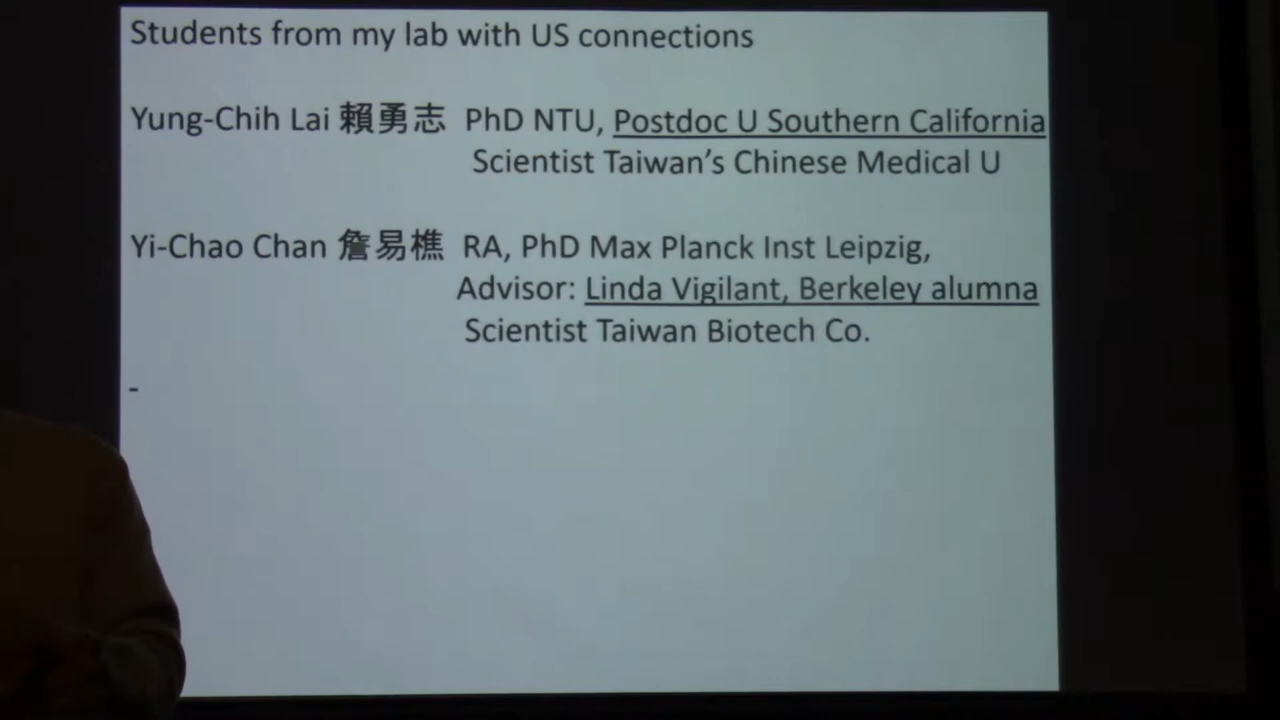 Students from my lab with US connections
Yung-Chih Lai 賴勇志 PhD NTU, Postdoc U Southern California
Scientist Taiwan’s Chinese Medical U
Yi-Chao Chan 詹易樵 RA, PhD Max Planck Inst Leipzig,
Advisor: Linda Vigilant, Berkeley alumna
Scientist Taiwan Biotech Co.
-